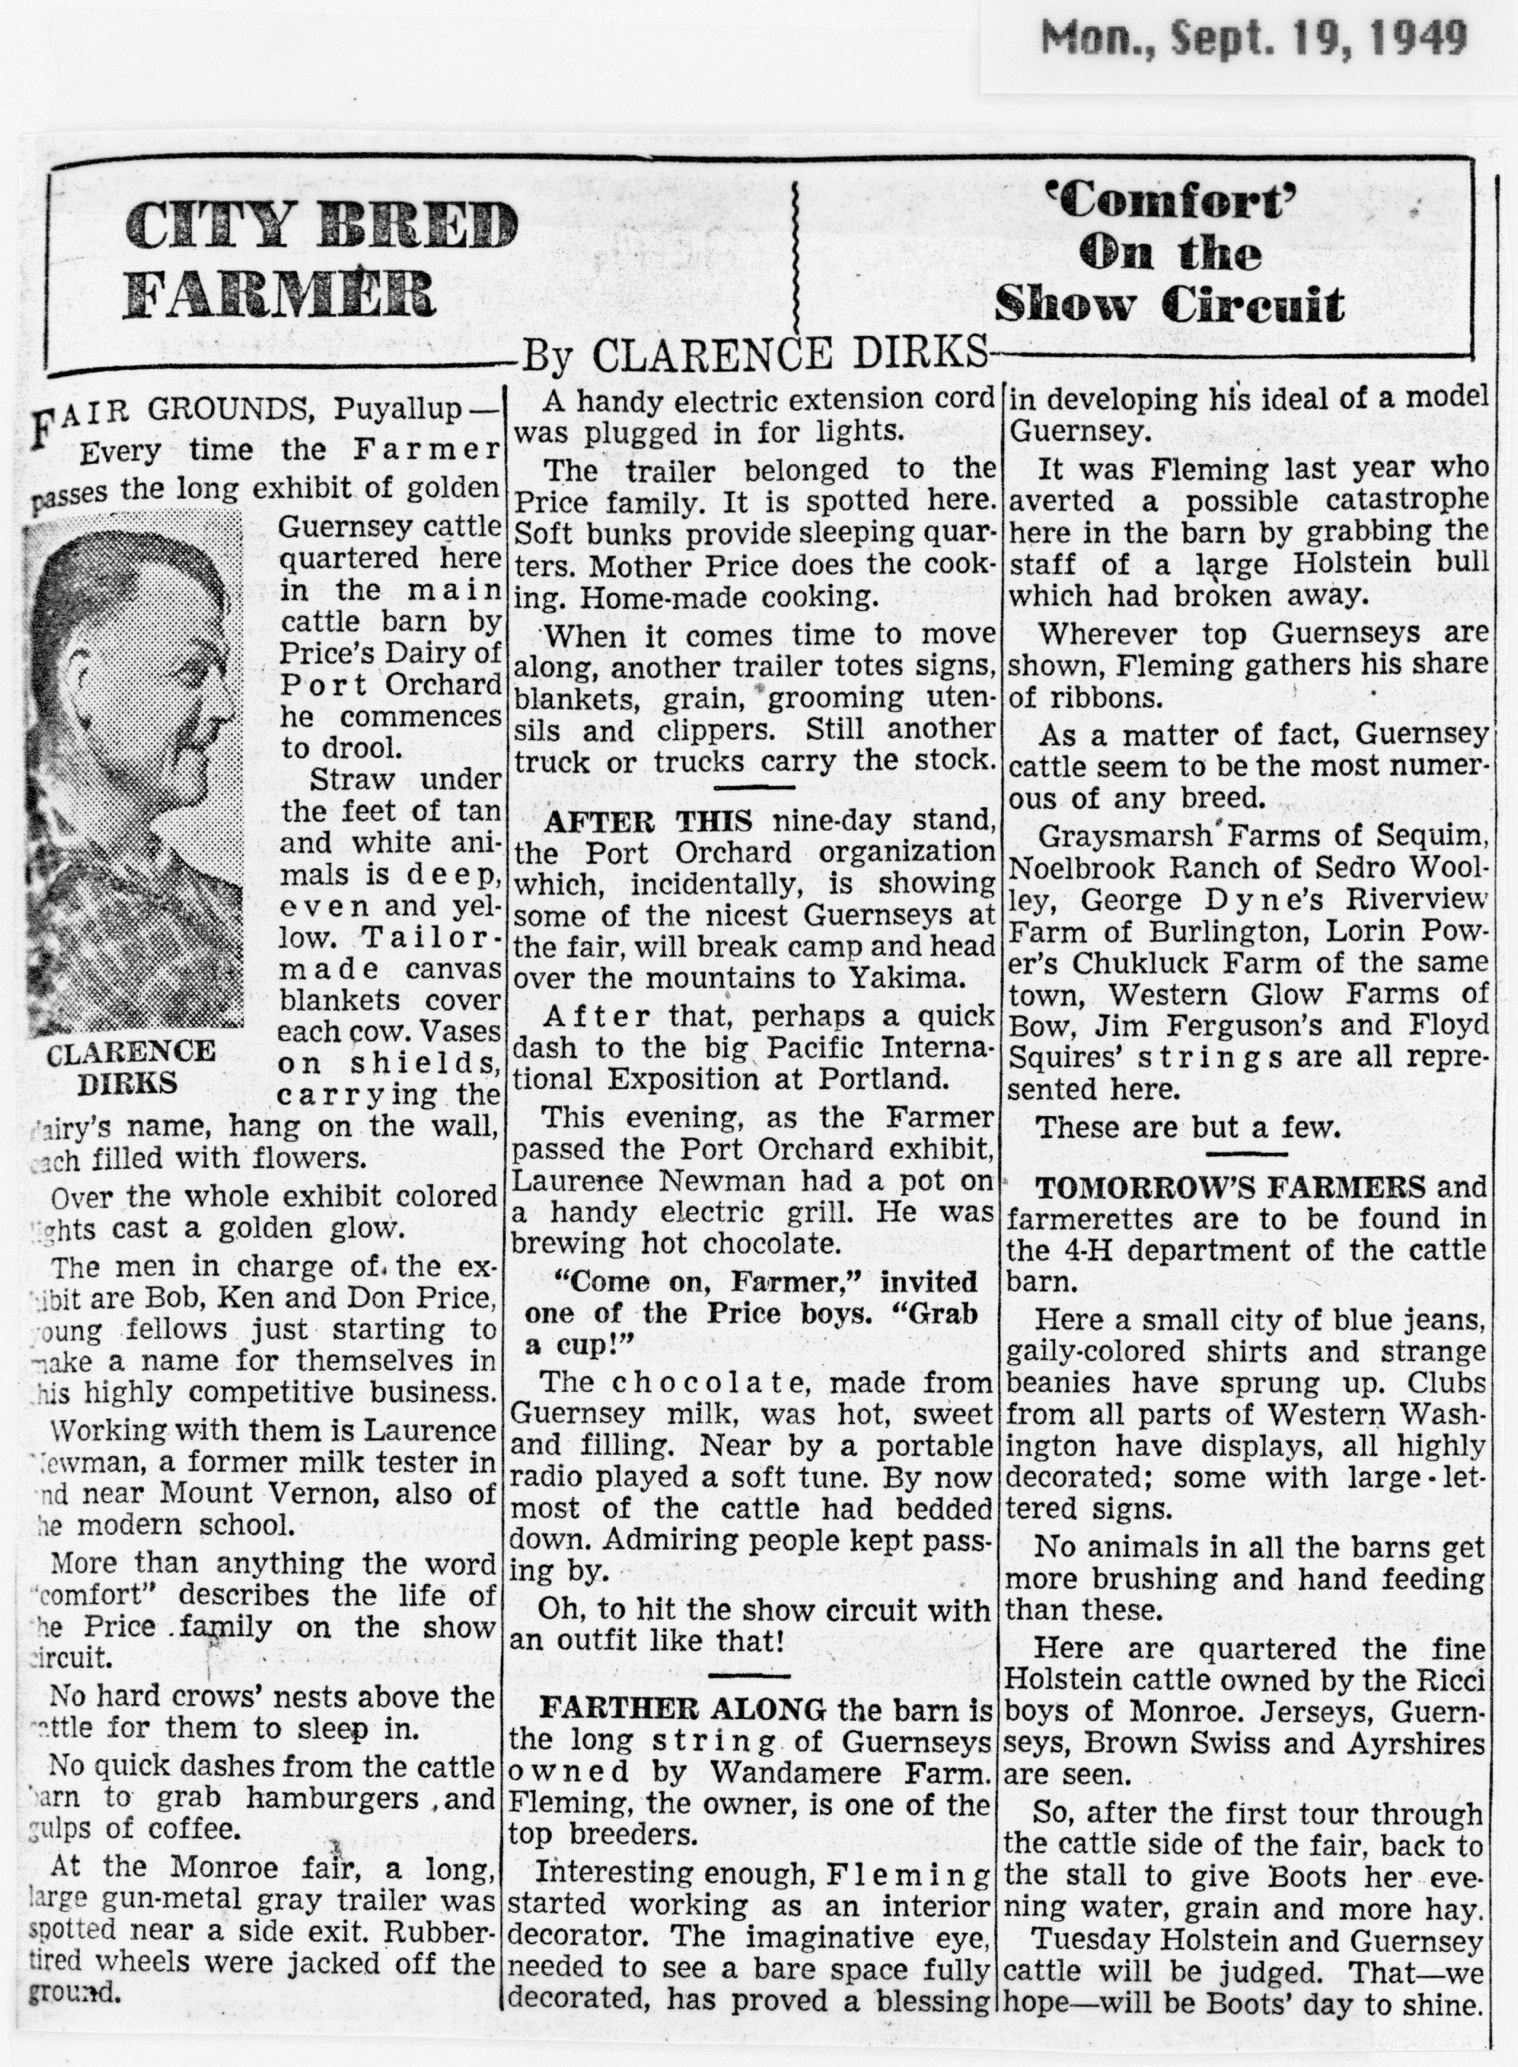 Mon., Sept. 19, 1949
CITY BRED
FARMER
'Comfort'
On the
Show Circuit
By CLARENCE DIRKS
FAIR GROUNDS, Puyallup—
Every time the Farmer
passes the long exhibit of golden
Guernsey cattle
quartered here
in the main
cattle barn by
Price's Dairy of
Port Orchard
he commences
to drool.
Straw under
the feet of tan
and white ani-
mals is deep,
even and yel-
low. Tailor-
made canvas
blankets cover
each cow. Vases
on shields,
carrying the
CLARENCE
DIRKS
dairy's name, hang on the wall,
each filled with flowers.
Over the whole exhibit colored
lights cast a golden glow.
The men in charge of the ex-
hibit are Bob, Ken and Don Price,
young fellows just starting to
make a name for themselves in
this highly competitive business.
Working with them is Laurence
Newman, a former milk tester in
and near Mount Vernon, also of
the modern school.
More than anything the word
"comfort" describes the life of
the Price family on the show
circuit.
No hard crows' nests above the
cattle for them to sleep in.
No quick dashes from the cattle
barn to grab hamburgers and
gulps of coffee.
At the Monroe fair, a long,
large gun-metal gray trailer was
spotted near a side exit. Rubber-
tired wheels were jacked off the
ground.
A handy electric extension cord
was plugged in for lights.
The trailer belonged to the
Price family. It is spotted here.
Soft bunks provide sleeping quar-
ters. Mother Price does the cook-
ing. Home-made cooking.
When it comes time to move
along, another trailer totes signs,
blankets, grain, grooming uten-
sils and clippers. Still another
truck or trucks carry the stock.
AFTER THIS nine-day stand,
the Port Orchard organization
which, incidentally, is showing
some of the nicest Guernseys at
the fair, will break camp and head
over the mountains to Yakima.
After that, perhaps a quick
dash to the big Pacific Interna-
tional Exposition at Portland.
This evening, as the Farmer
passed the Port Orchard exhibit,
Laurence Newman had a pot on
a handy electric grill. He was
brewing hot chocolate.
"Come on, Farmer," invited
one of the Price boys. "Grab
a cup!"
The chocolate, made from
Guernsey milk, was hot, sweet
and filling. Near by a portable
radio played a soft tune. By now
most of the cattle had bedded
down. Admiring people kept pass-
ing by.
Oh, to hit the show circuit with
an outfit like that!
FARTHER ALONG the barn is
the long string of Guernseys
owned by Wandamere Farm.
Fleming, the owner, is one of the
top breeders.
Interesting enough, Fleming
started working as an interior
decorator. The imaginative eye,
needed to see a bare space fully
decorated, has proved a blessing
in developing his ideal of a model
Guernsey.
It was Fleming last year who
averted a possible catastrophe
here in the barn by grabbing the
staff of a large Holstein bull
which had broken away.
Wherever top Guernseys are
shown, Fleming gathers his share
of ribbons.
As a matter of fact, Guernsey
cattle seem to be the most numer-
ous of any breed.
Graysmarsh Farms of Sequim,
Noelbrook Ranch of Sedro Wool-
ley, George Dyne's Riverview
Farm of Burlington, Lorin Pow-
er's Chukluck Farm of the same
town, Western Glow Farms of
Bow, Jim Ferguson's and Floyd
Squires' strings are all repre-
sented here.
These are but a few.
TOMORROW'S FARMERS and
farmerettes are to be found in
the 4-H department of the cattle
barn.
Here a small city of blue jeans,
gaily-colored shirts and strange
beanies have sprung up. Clubs
from all parts of Western Wash-
ington have displays, all highly
decorated; some with large-let-
tered signs.
No animals in all the barns get
more brushing and hand feeding
than these.
Here are quartered the fine
Holstein cattle owned by the Ricci
boys of Monroe. Jerseys, Guern-
seys, Brown Swiss and Ayrshires
are seen.
So, after the first tour through
the cattle side of the fair, back to
the stall to give Boots her eve-
ning water, grain and more hay.
Tuesday Holstein and Guernsey
cattle will be judged. That—we
hope—will be Boots' day to shine.